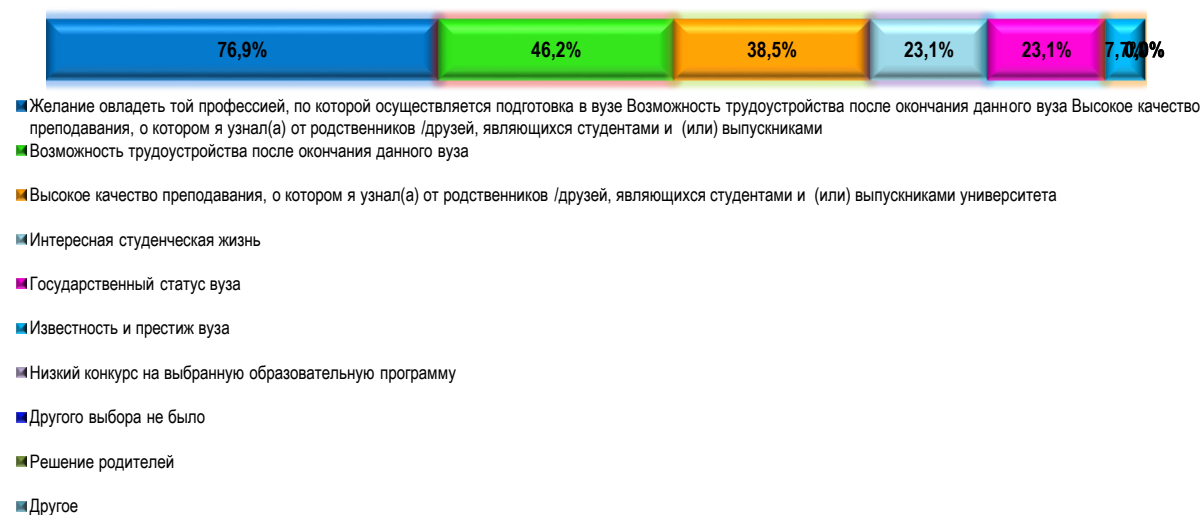 76,9% 46,2% 38,5% 23,1% 23,1%
Желание овладеть той профессией, по которой осуществляется подготовка в вузе Возможность трудоустройства после окончания данного вуза Высокое качество
преподавания, о котором я узнал(а) от родственников /друзей, являющихся студентами и (или) выпускниками
Возможность трудоустройства после окончания данного вуза
Высокое качество преподавания, о котором я узнал(а) от родственников /друзей, являющихся студентами и (или) выпускниками университета
Интересная студенческая жизнь
Государственный статус вуза
Известность и престиж вуза
Низкий конкурс на выбранную образовательную программу
Другого выбора не было
Решение родителей
Другое